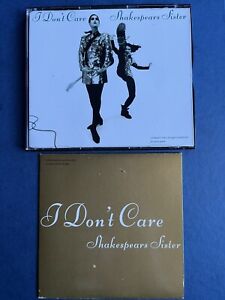 I Don't Care Shakespears Sister
I Don't Care
Shakespears Sister